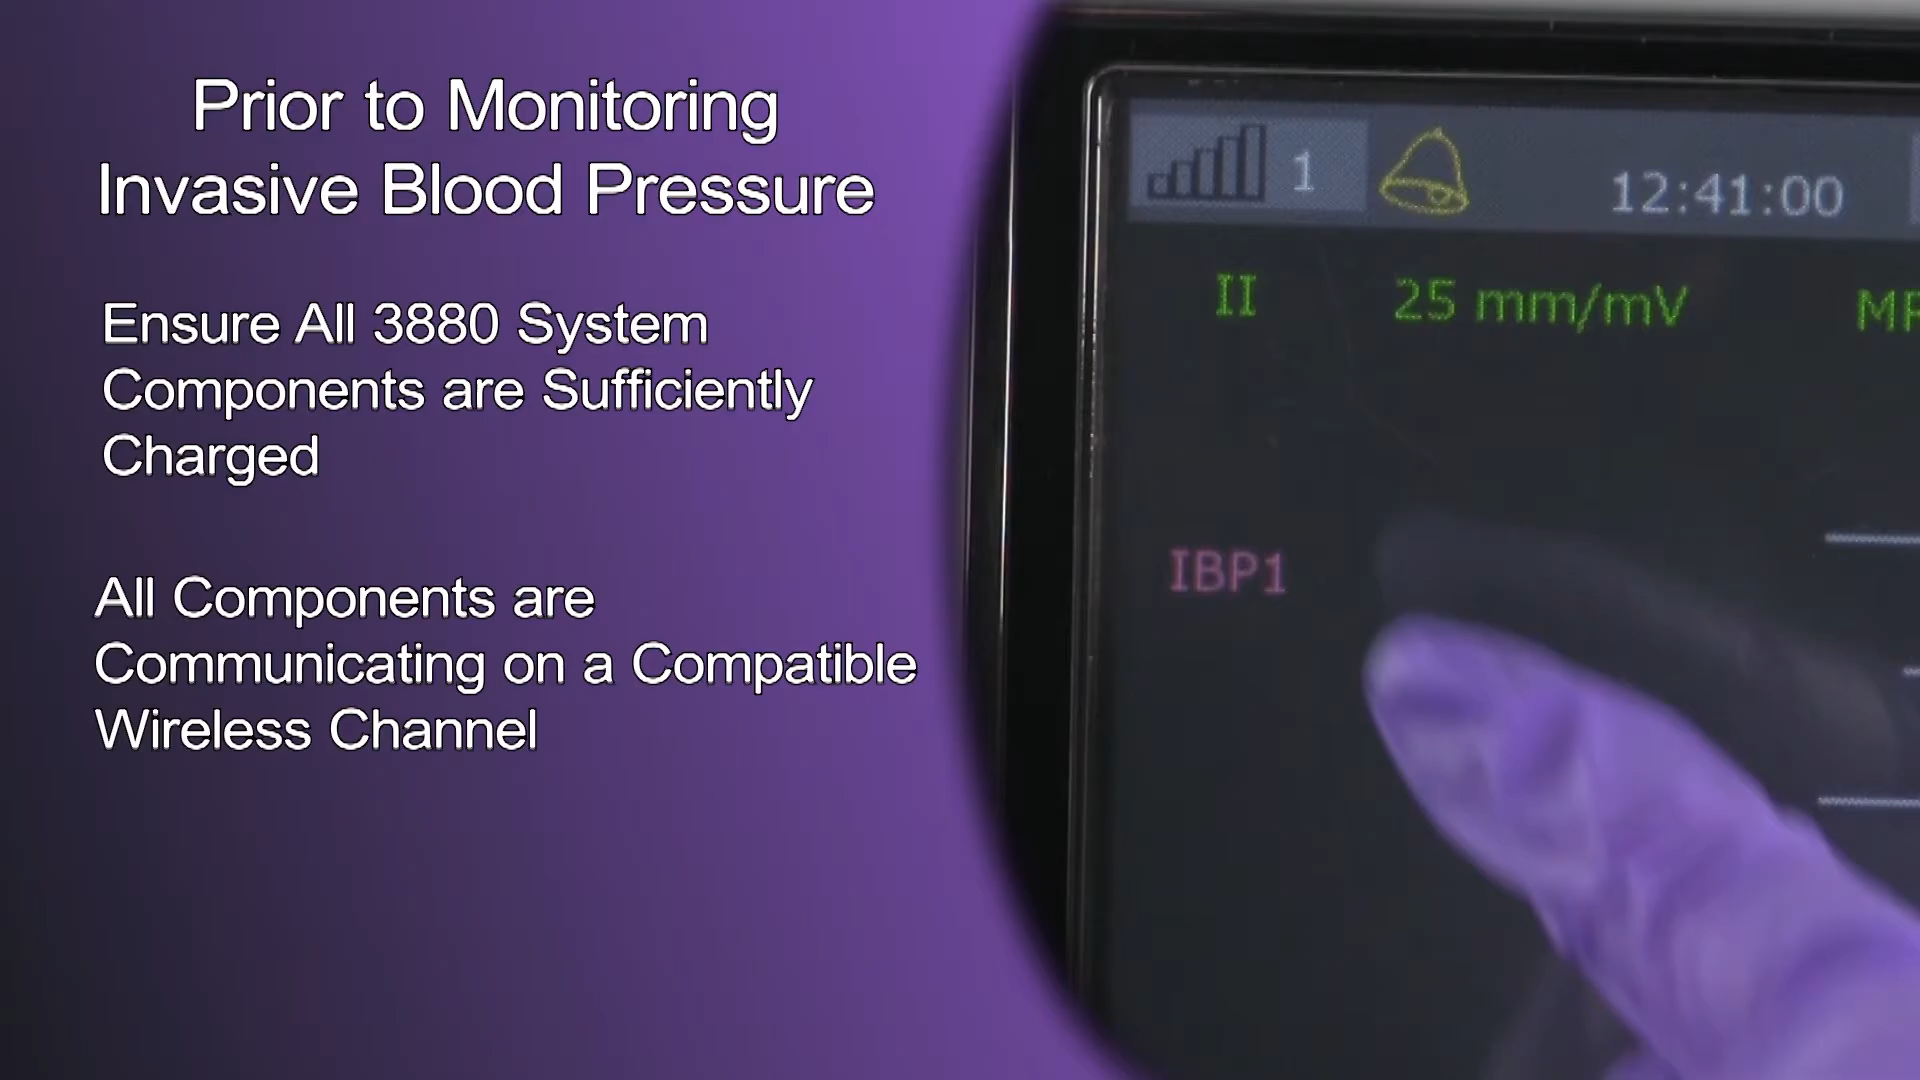 Prior to Monitoring
Invasive Blood Pressure
Ensure All 3880 System
Components are Sufficiently
Charged
All Components are
Communicating on a Compatible
Wireless Channel
1
12:41:00
II
25 mm/mV
IBP1